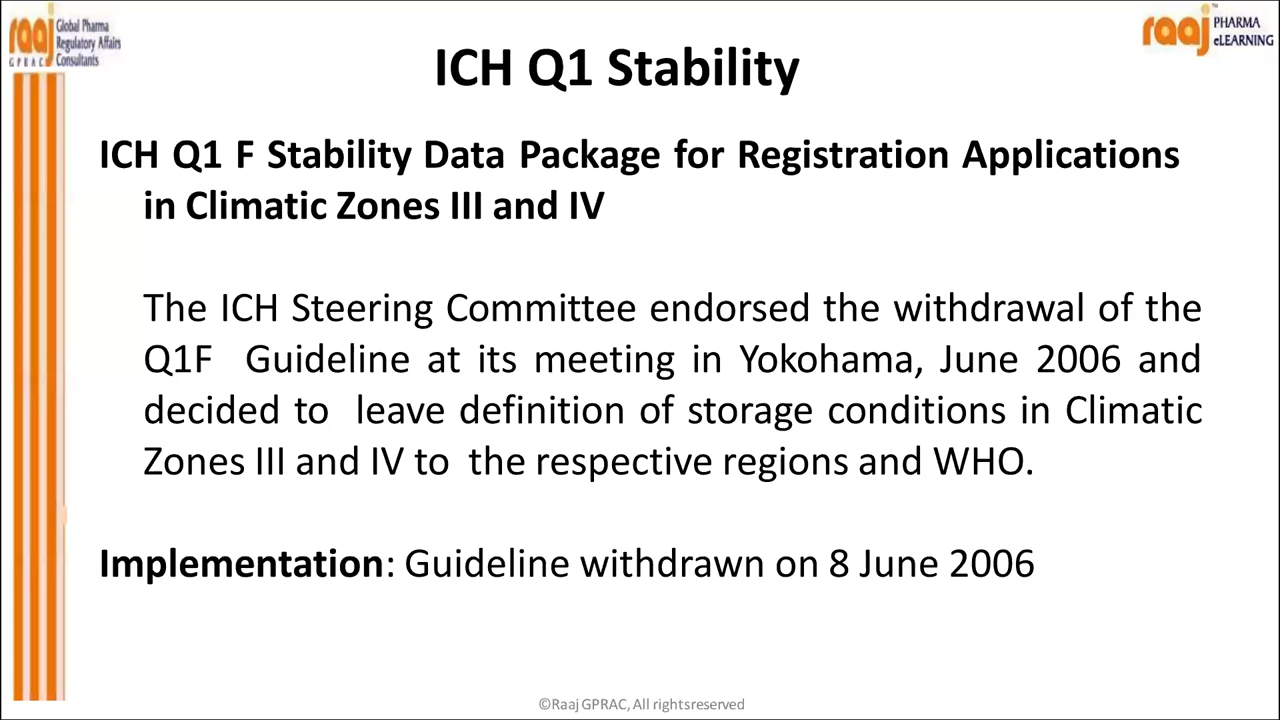 raaj Global Pharma
Regulatory Affairs
GPRAC Consultants
raaj™ PHARMA
eLEARNING
ICH Q1 Stability
ICH Q1 F Stability Data Package for Registration Applications
in Climatic Zones III and IV
The ICH Steering Committee endorsed the withdrawal of the
Q1F Guideline at its meeting in Yokohama, June 2006 and
decided to leave definition of storage conditions in Climatic
Zones III and IV to the respective regions and WHO.
Implementation: Guideline withdrawn on 8 June 2006
©Raaj GPRAC, All rightsreserved